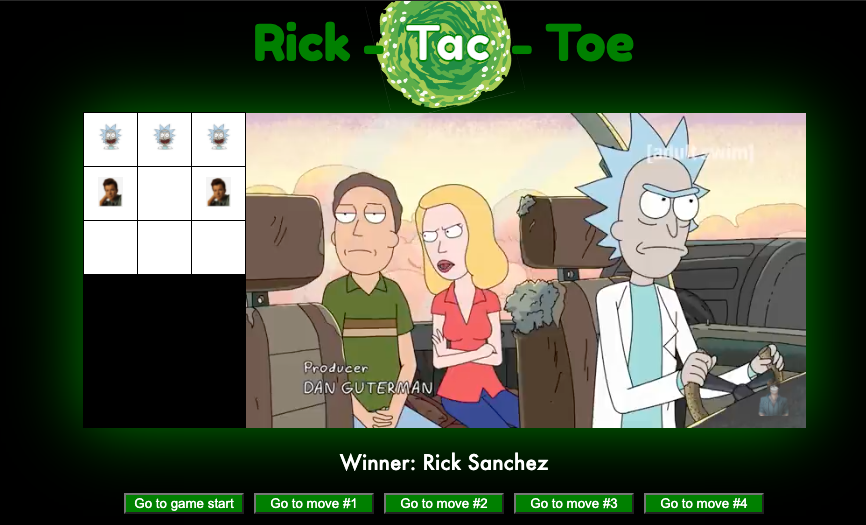 Rick - Tac - Toe
[adult swim]
Producer
DAN GUTERMAN
Winner: Rick Sanchez
Go to game start
Go to move #1
Go to move #2
Go to move #3
Go to move #4